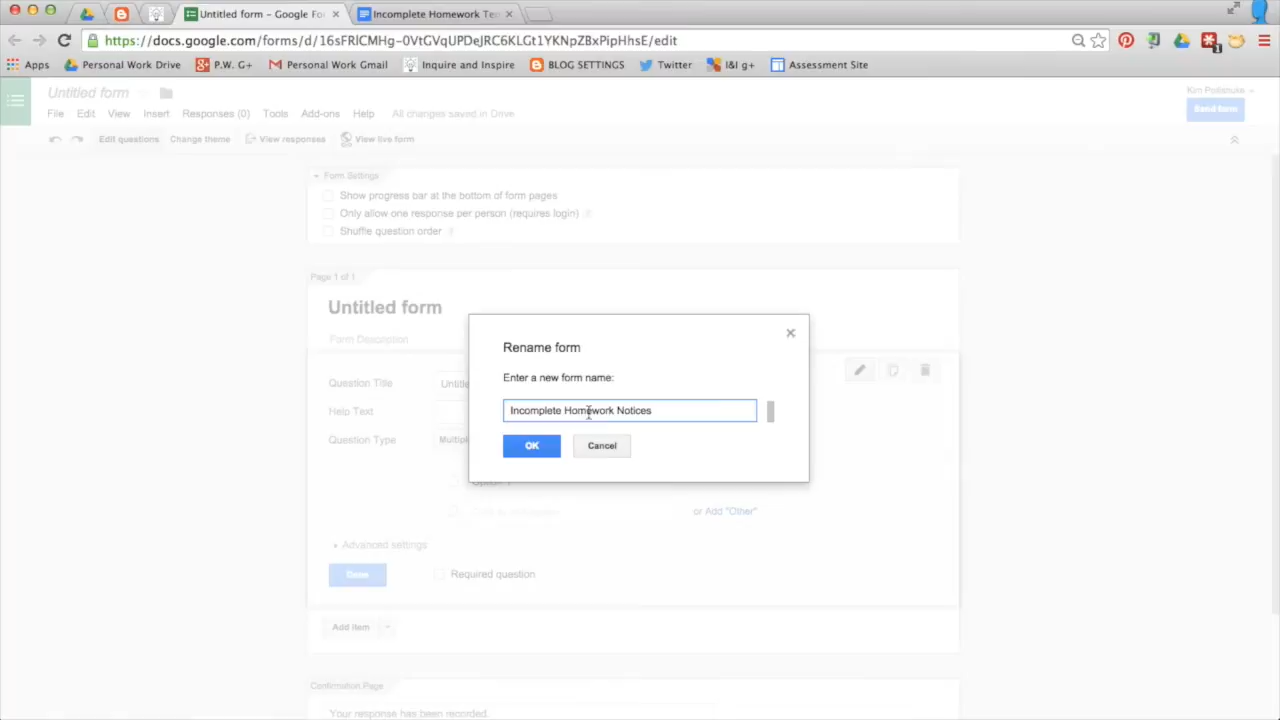 Untitled form - Google Fo
Incomplete Homework Tem
https://docs.google.com/forms/d/16sFRlCMHg-0VtGVqUPDeJRC6KLGt1YKNpZBxPipHhsE/edit
Apps Personal Work Drive P.W. G+ Personal Work Gmail Inquire and Inspire BLOG SETTINGS Twitter I&I g+ Assessment Site
Untitled form
Send form
File Edit View Insert Responses (0) Tools Add-ons Help All changes saved in Drive
Edit questions Change theme View responses View live form
Form Settings
Show progress bar at the bottom of form pages
Only allow one response per person (requires login) ?
Shuffle question order ?
Page 1 of 1
Untitled form
Form Description
Question Title Untitle
Help Text
Question Type Multipl
Rename form
Enter a new form name:
Incomplete Homework Notices
OK Cancel
Option 1
or Add "Other"
Advanced settings
Done Required question
Add item
Confirmation Page
Your response has been recorded.